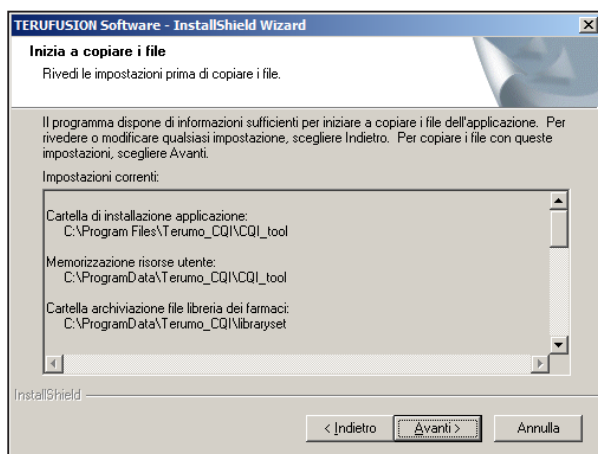 TERUFUSION Software - InstallShield Wizard
Inizia a copiare i file
Rivedi le impostazioni prima di copiare i file.
Il programma dispone di informazioni sufficienti per iniziare a copiare i file dell'applicazione. Per
rivedere o modificare qualsiasi impostazione, scegliere Indietro. Per copiare i file con queste
impostazioni, scegliere Avanti.
Impostazioni correnti:
Cartella di installazione applicazione:
C:\Program Files\Terumo_CQI\CQI_tool
Memorizzazione risorse utente:
C:\ProgramData\Terumo_CQI\CQI_tool
Cartella archiviazione file libreria dei farmaci:
C:\ProgramData\Terumo_CQI\libraryset
InstallShield
< Indietro
Avanti >
Annulla